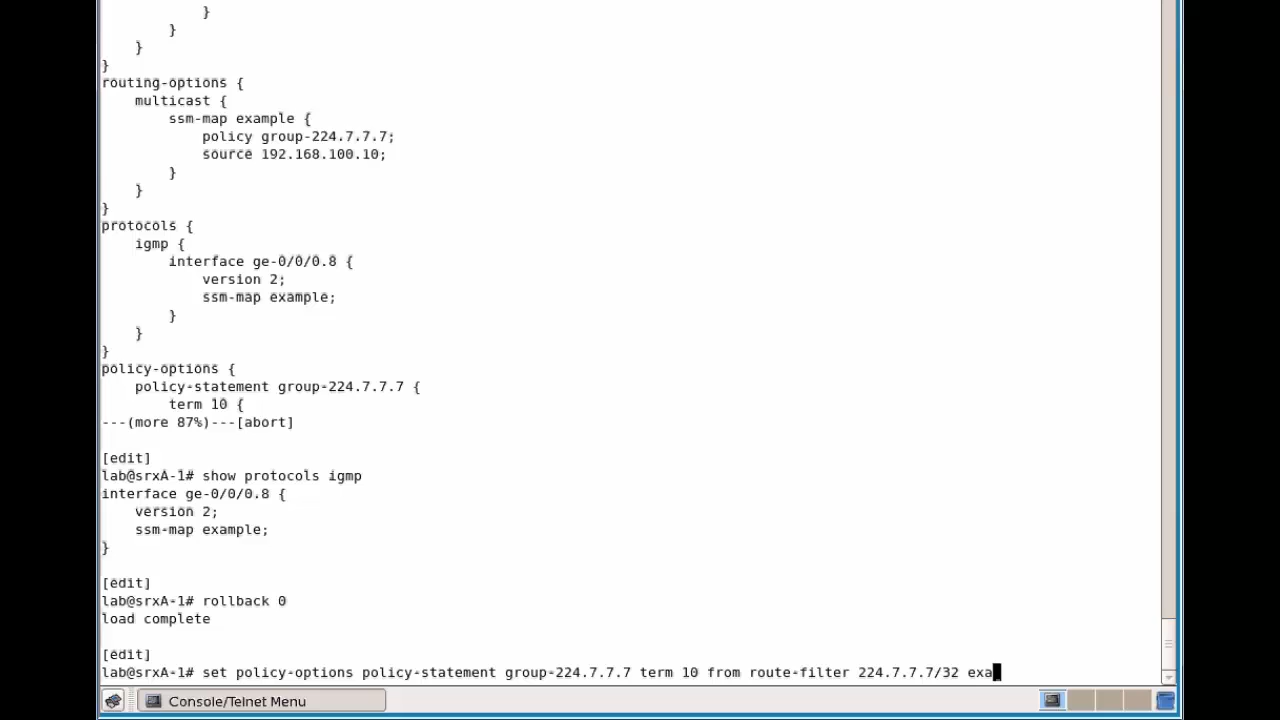 }
        }
    }
}
routing-options {
    multicast {
        ssm-map example {
            policy group-224.7.7.7;
            source 192.168.100.10;
        }
    }
}
protocols {
    igmp {
        interface ge-0/0/0.8 {
            version 2;
            ssm-map example;
        }
    }
}
policy-options {
    policy-statement group-224.7.7.7 {
        term 10 {
---(more 87%)---[abort]
[edit]
lab@srxA-1# show protocols igmp
interface ge-0/0/0.8 {
    version 2;
    ssm-map example;
}
[edit]
lab@srxA-1# rollback 0
load complete
[edit]
lab@srxA-1# set policy-options policy-statement group-224.7.7.7 term 10 from route-filter 224.7.7.7/32 exa
Console/Telnet Menu